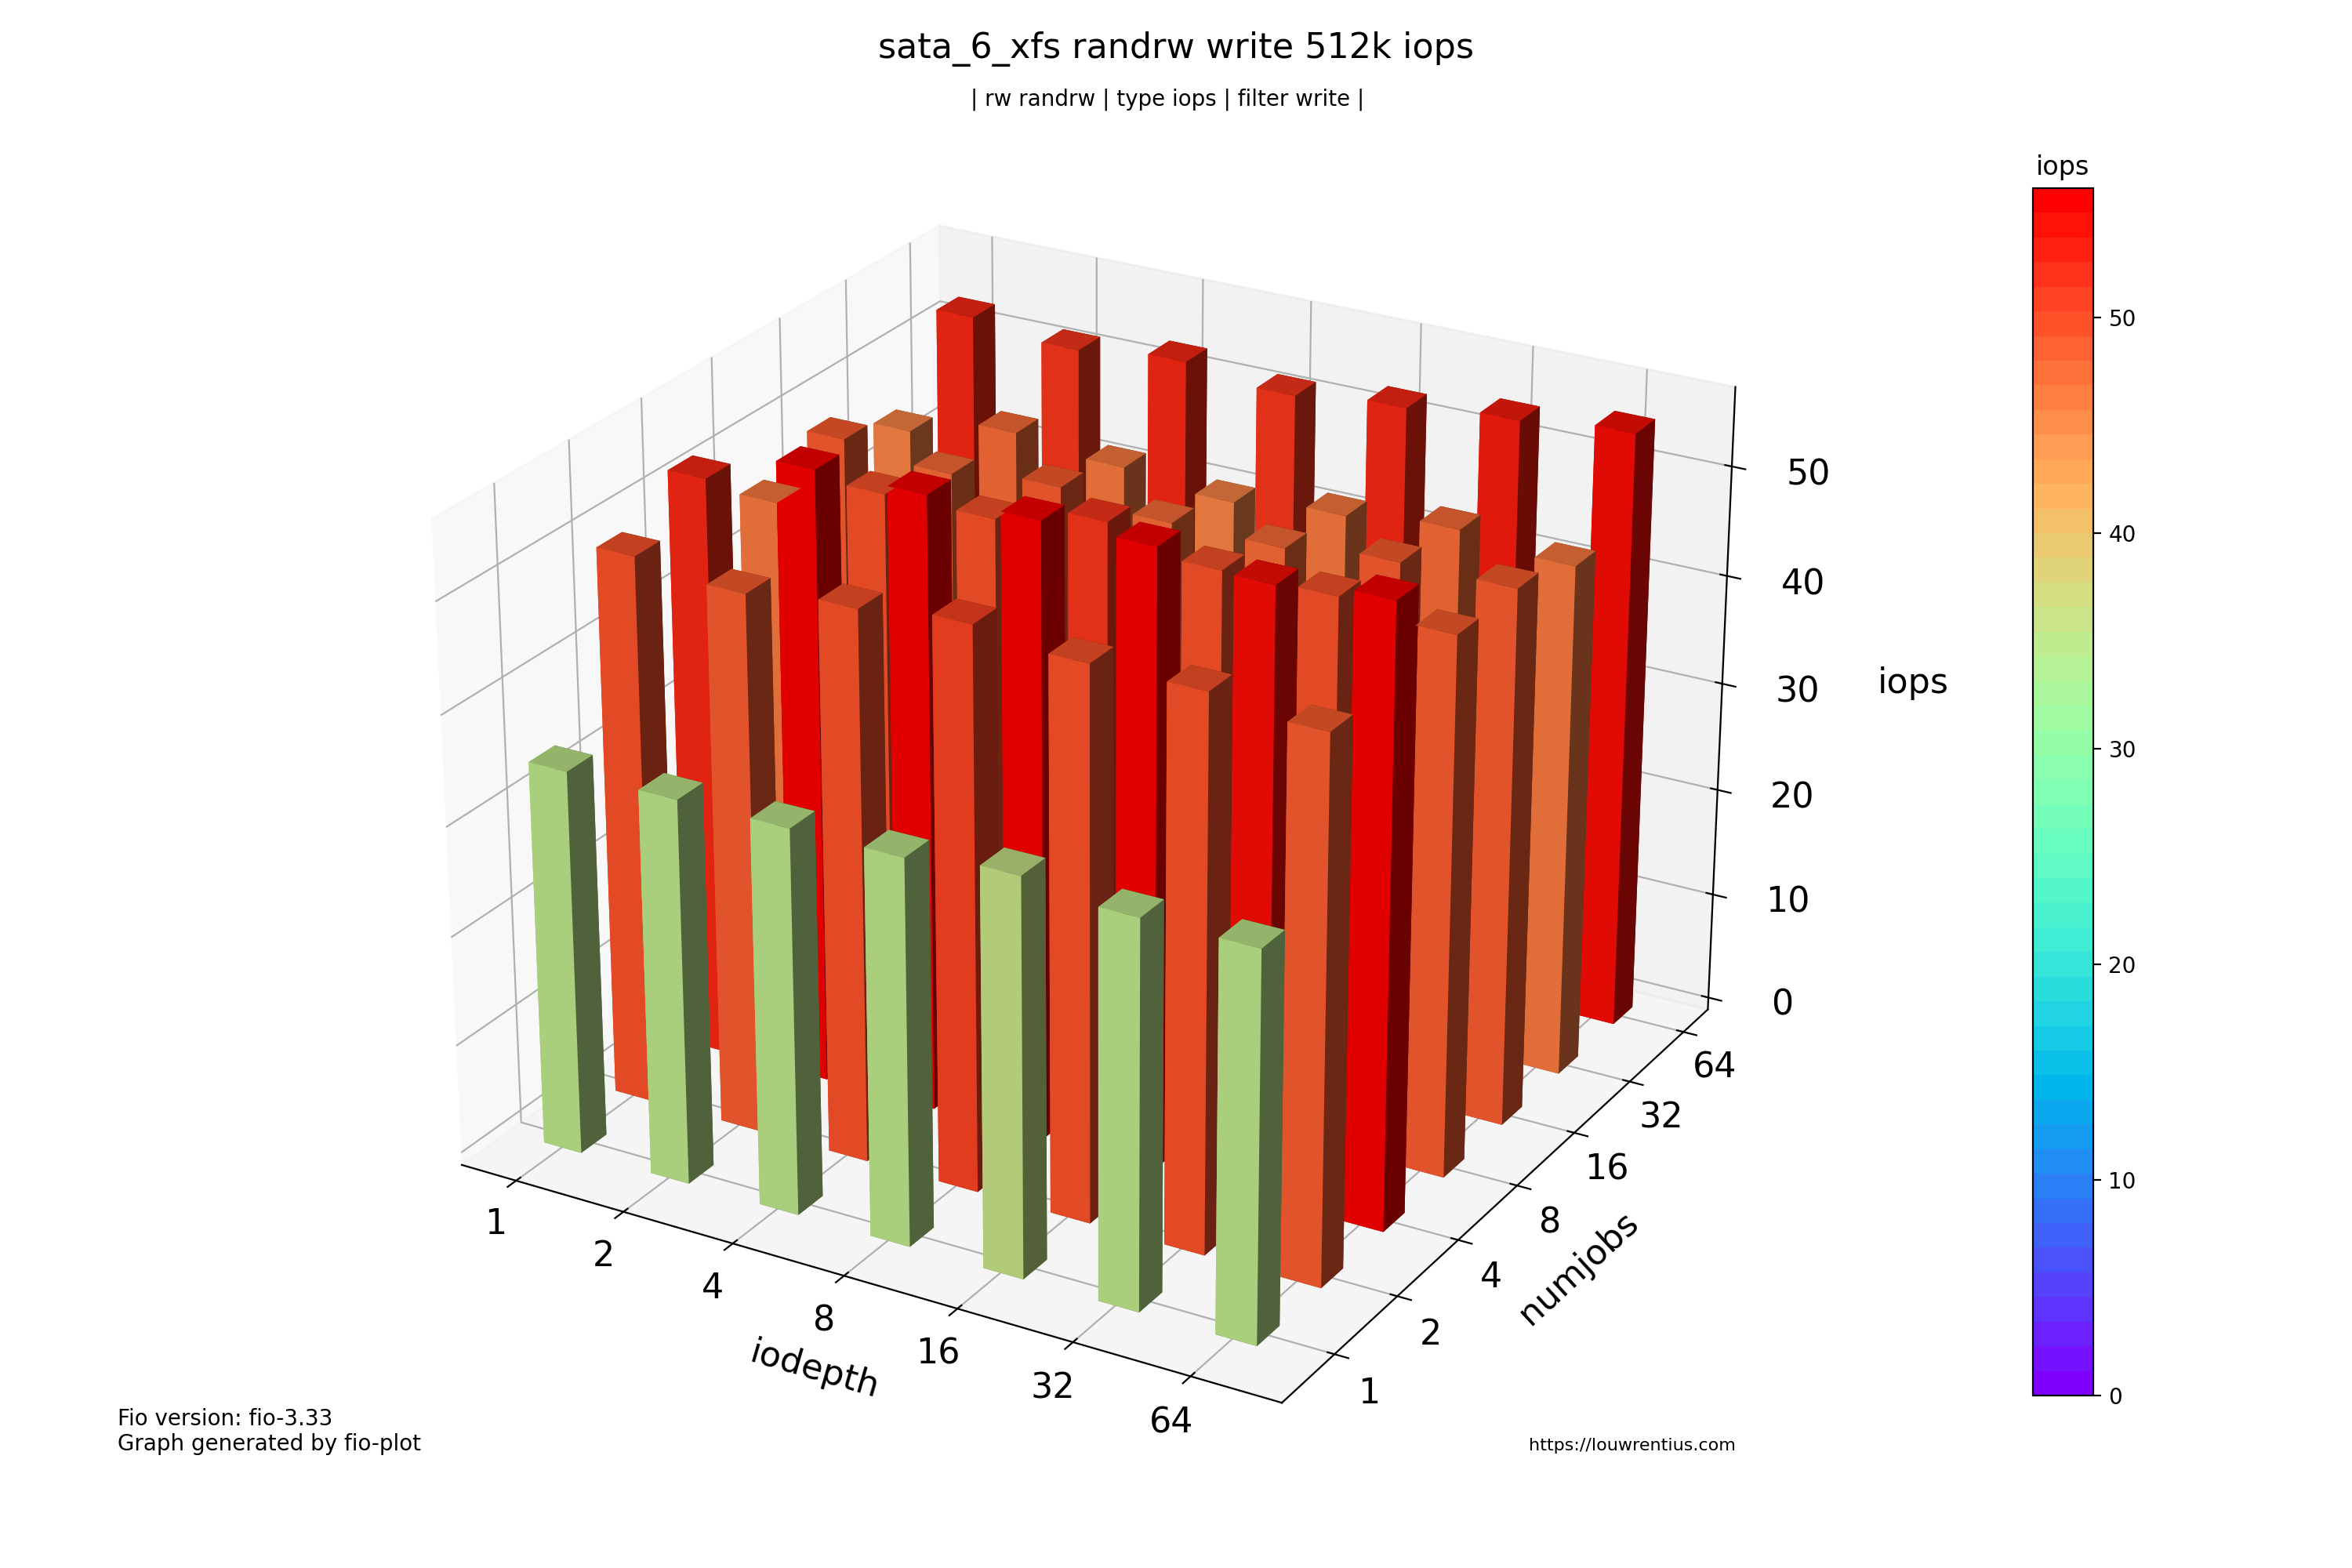 sata_6_xfs randrw write 512k iops
| rw randrw | type iops | filter write |
iops
50
40
30
20
10
0
50
40
30
20
10
0
iops
64
32
16
8
4
2
1
numjobs
1
2
4
8
16
32
64
iodepth
Fio version: fio-3.33
Graph generated by fio-plot
https://louwrentius.com